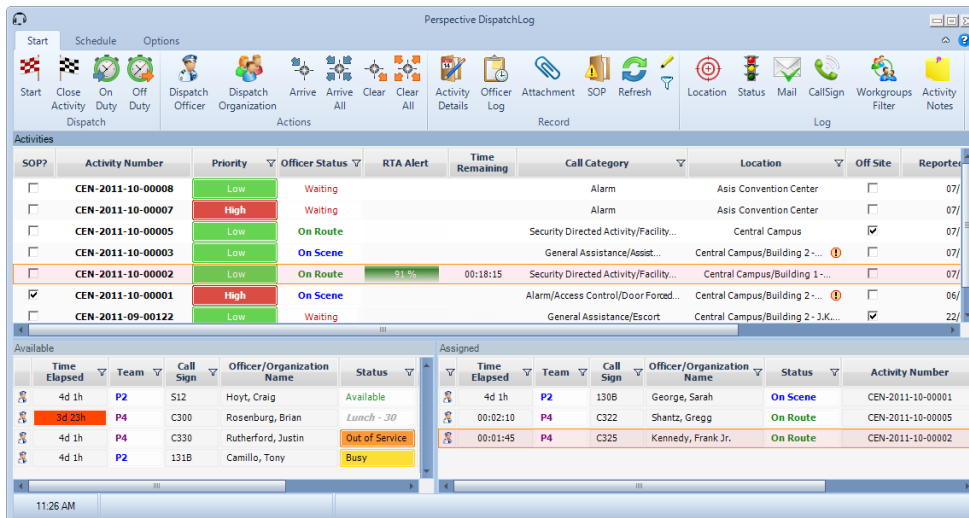 Perspective DispatchLog
Start Schedule Options
Start Close Activity On Duty Off Duty Dispatch Officer Dispatch Organization Arrive Arrive All Clear Clear All Activity Details Officer Log Attachment SOP Refresh Location Status Mail CallSign Workgroups Filter Activity Notes
Dispatch Actions Record Log
Activities
SOP? Activity Number Priority Officer Status RTA Alert Time Remaining Call Category Location Off Site Reported
CEN-2011-10-00008 Low Waiting Alarm Asis Convention Center 07/
CEN-2011-10-00007 High Waiting Alarm Asis Convention Center 07/
CEN-2011-10-00005 Low On Route Security Directed Activity/Facility... Central Campus 07/
CEN-2011-10-00003 Low On Scene General Assistance/Assist... Central Campus/Building 2 -... 07/
CEN-2011-10-00002 Low On Route 91 % 00:18:15 Security Directed Activity/Facility... Central Campus/Building 1 -... 07/
CEN-2011-10-00001 High On Scene Alarm/Access Control/Door Forced... Central Campus/Building 2 -... 06/
CEN-2011-09-00122 Low Waiting General Assistance/Escort Central Campus/Building 2 - J.K.... 22/
Available
Time Elapsed Team Call Sign Officer/Organization Name Status
4d 1h P2 S12 Hoyt, Craig Available
3d 23h P4 C300 Rosenburg, Brian Lunch - 30
4d 1h P4 C330 Rutherford, Justin Out of Service
4d 1h P2 131B Camillo, Tony Busy
Assigned
Time Elapsed Team Call Sign Officer/Organization Name Status Activity Number
4d 1h P2 130B George, Sarah On Scene CEN-2011-10-00001
00:02:10 P4 C322 Shantz, Gregg On Route CEN-2011-10-00005
00:01:45 P4 C325 Kennedy, Frank Jr. On Route CEN-2011-10-00002
11:26 AM